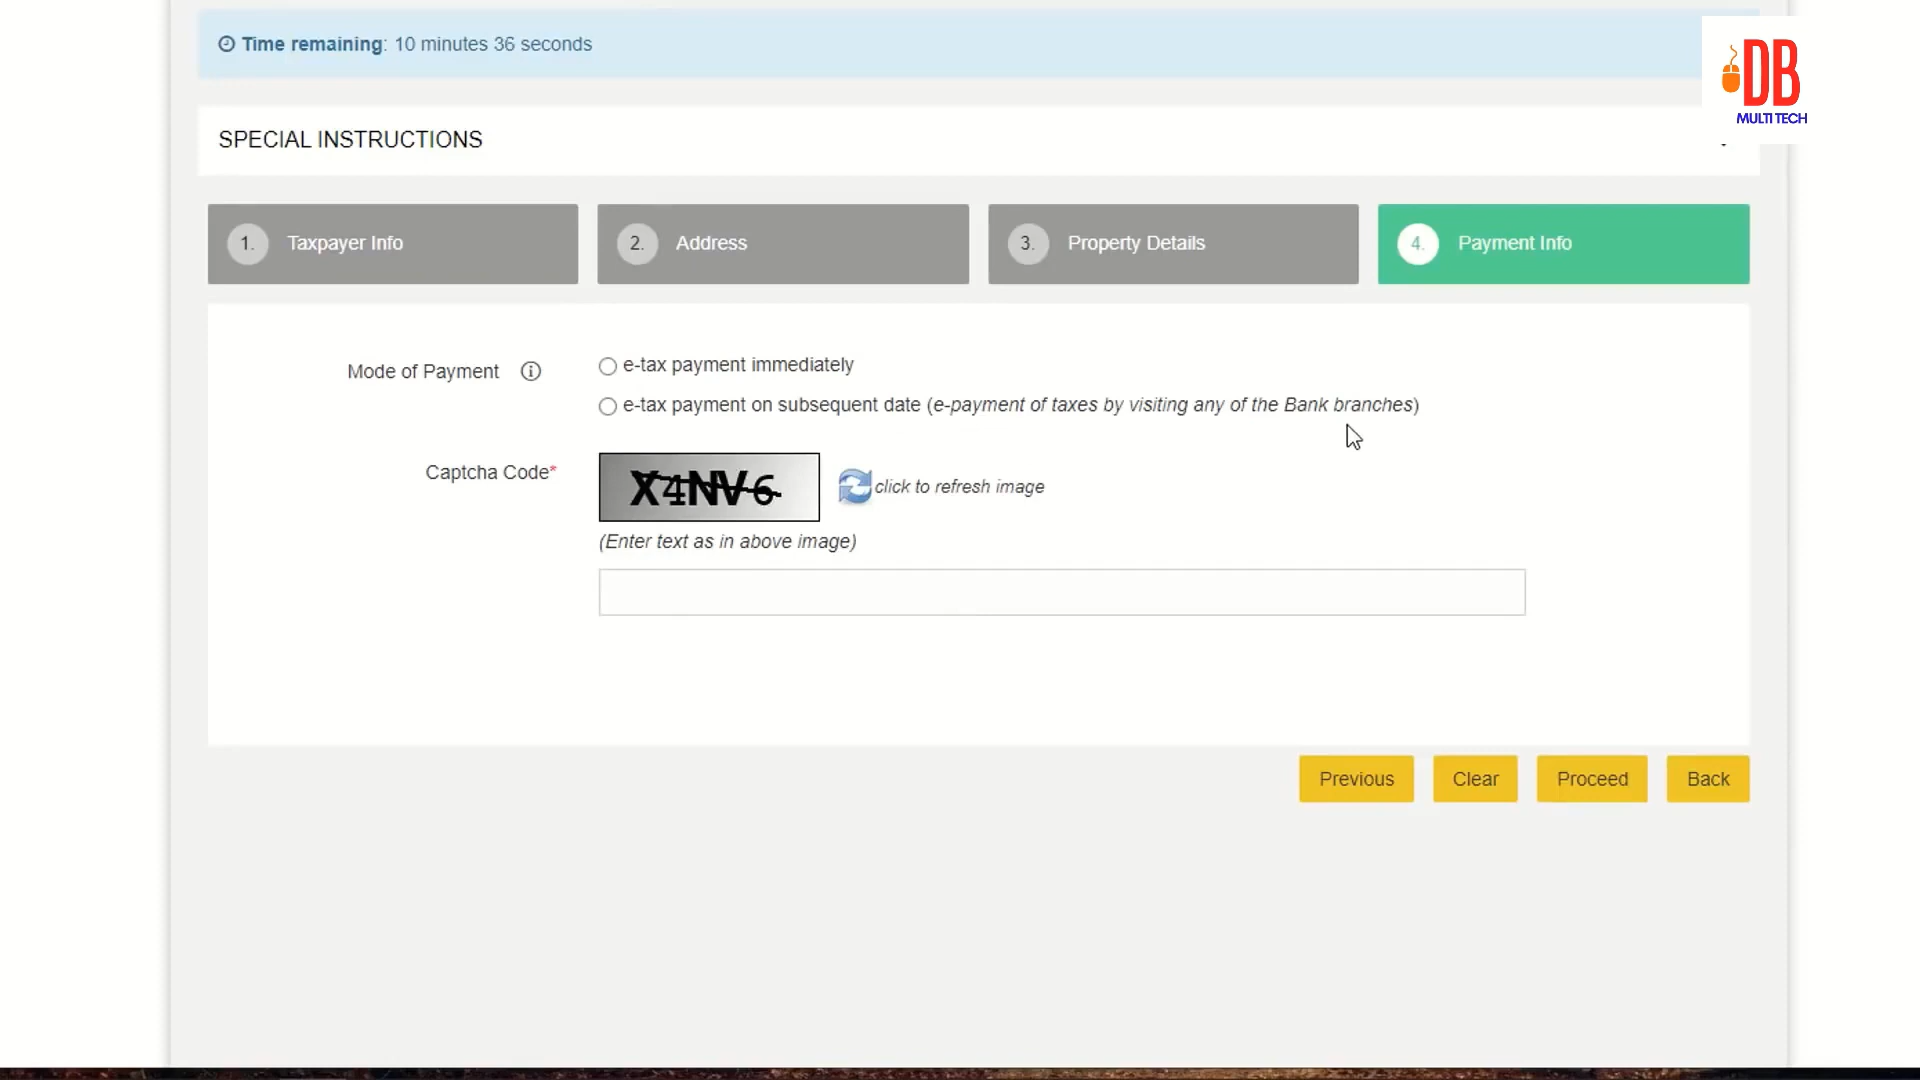 Time remaining: 10 minutes 36 seconds
DB
MULTI TECH
SPECIAL INSTRUCTIONS
1. Taxpayer Info
2. Address
3. Property Details
4. Payment Info
Mode of Payment
e-tax payment immediately
e-tax payment on subsequent date (e-payment of taxes by visiting any of the Bank branches)
Captcha Code*
X4NV6
click to refresh image
(Enter text as in above image)
Previous
Clear
Proceed
Back